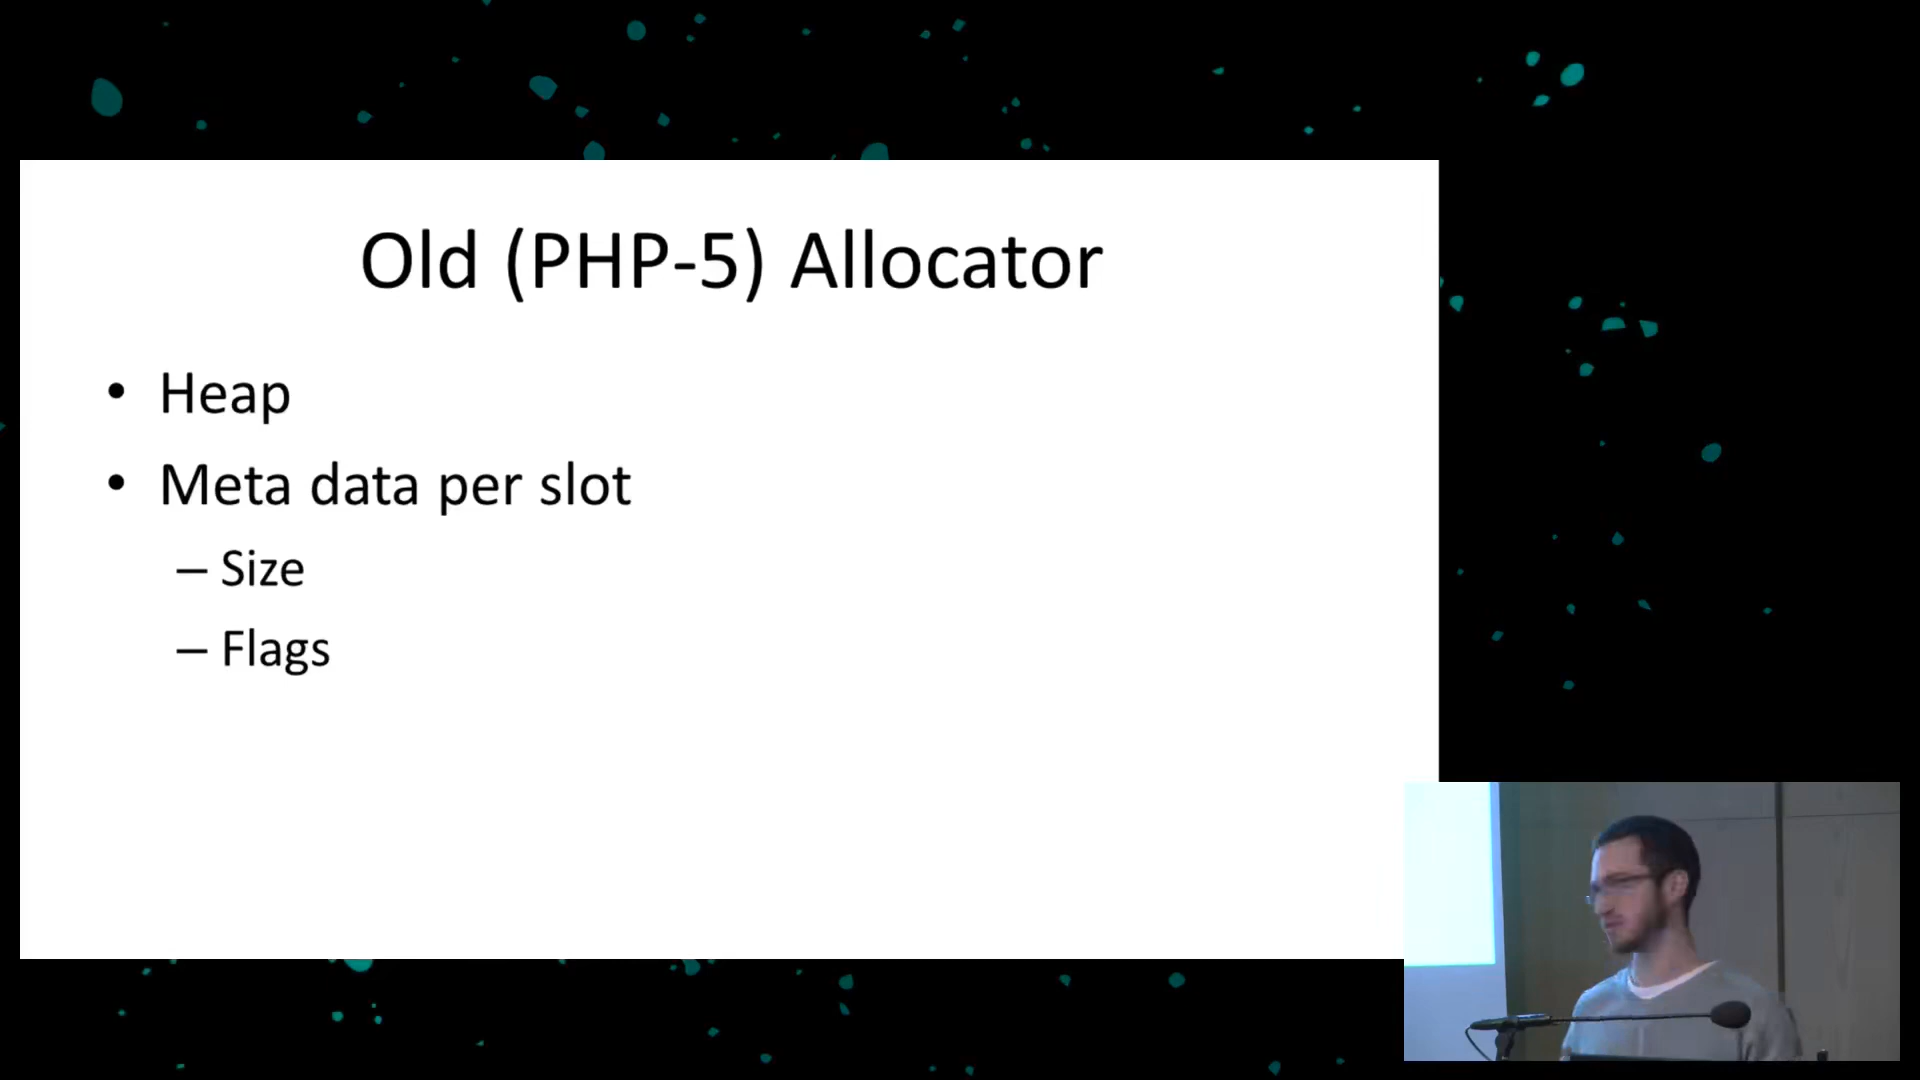 Old (PHP-5) Allocator
• Heap
• Meta data per slot
– Size
– Flags